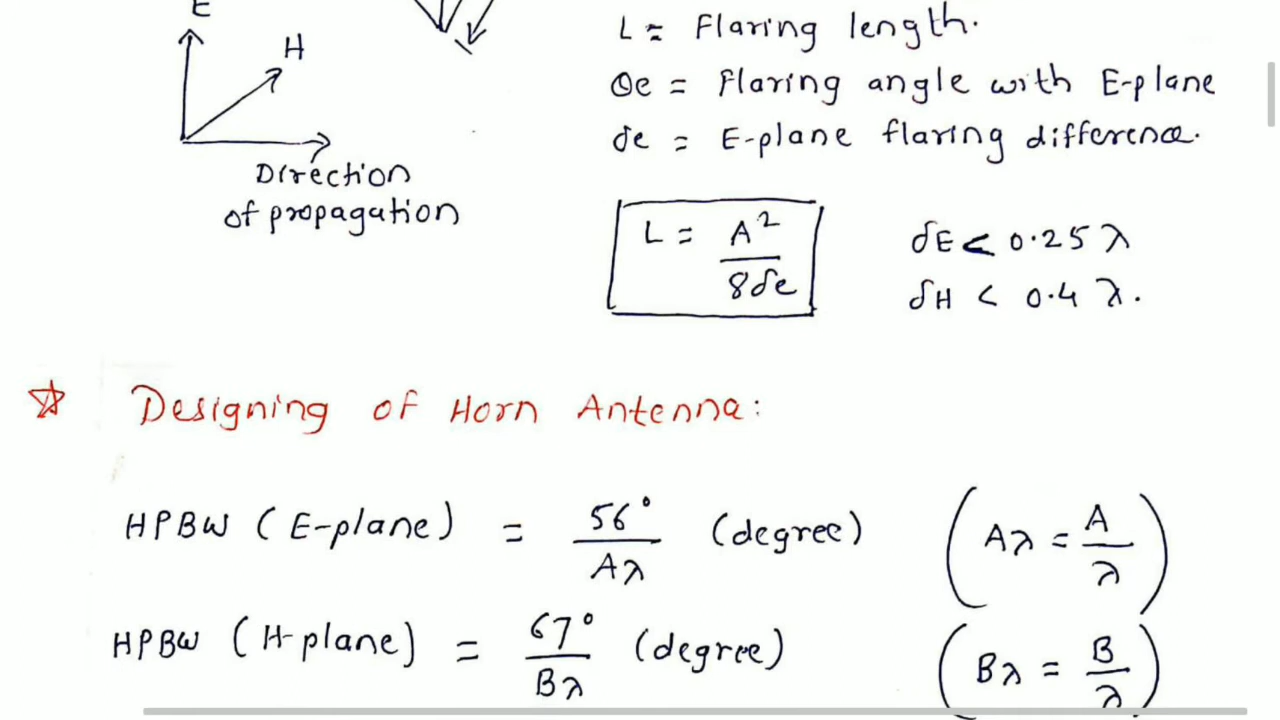 E
H
Direction
of propagation
L = Flaring length.
θe = Flaring angle with E-plane
δe = E-plane flaring difference.
L = A²/8δe
δE < 0.25 λ
δH < 0.4 λ.
☆ Designing of Horn Antenna:
HPBW (E-plane) = 56°/Aλ (degree) (Aλ = A/λ)
HPBW (H-plane) = 67°/Bλ (degree) (Bλ = B/λ)